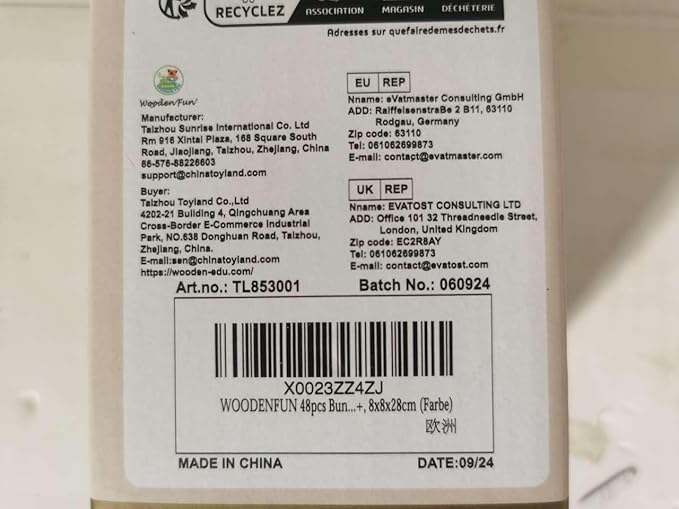 RECYCLEZ
ASSOCIATION MAGASIN DÉCHÈTERIE
Adresses sur quefairedemesdechets.fr
WoodenFun
Manufacturer:
Taizhou Sunrise International Co. Ltd
Rm 916 Xintai Plaza, 168 Square South
Road, Jiaojiang, Taizhou, Zhejiang, China
86-576-88226603
support@chinatoyland.com
Buyer:
Taizhou Toyland Co.,Ltd
4202-21 Building 4, Qingchuang Area
Cross-Border E-Commerce Industrial
Park, NO.638 Donghuan Road, Taizhou,
Zhejiang, China.
E-mail:sen@chinatoyland.com
https://wooden-edu.com/
EU REP
Nname: eVatmaster Consulting GmbH
ADD: RaiffeisenstraBe 2 B11, 63110
Rodgau, Germany
Zip code: 63110
Tel: 061062699873
E-mail: contact@evatmaster.com
UK REP
Nname: EVATOST CONSULTING LTD
ADD: Office 101 32 Threadneedle Street,
London, United Kingdom
Zip code: EC2R8AY
Tel: 061062699873
E-mail: contact@evatost.com
Art.no.: TL853001 Batch No.: 060924
X0023ZZ4ZJ
WOODENFUN 48pcs Bun...+, 8x8x28cm (Farbe)
欧洲
MADE IN CHINA DATE:09/24